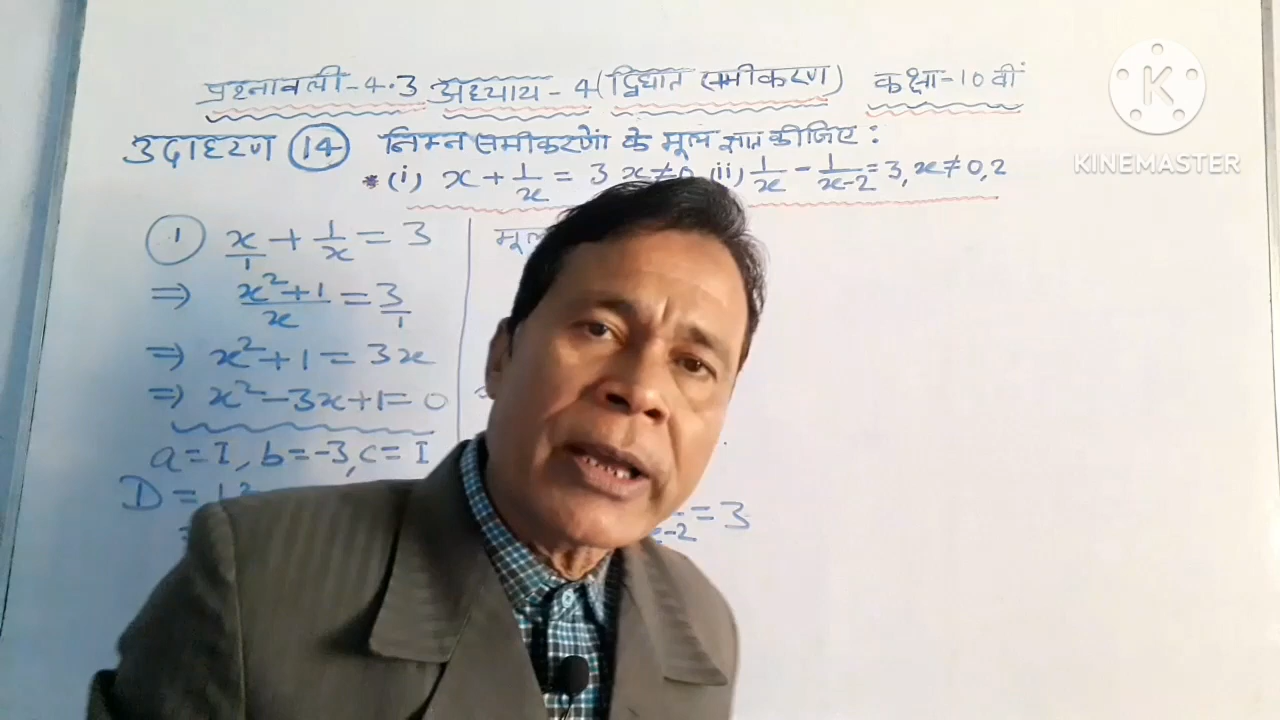 प्रश्नावली-4.3 अध्याय-4 (द्विघात समीकरण) कक्षा-10वीं
उदाहरण 14 निम्न समीकरणों के मूल ज्ञात कीजिए:
*(i) x + 1/x = 3 x≠0 (ii) 1/x - 1/x-2 = 3, x≠0,2
1 x/1 + 1/x = 3
⇒ x²+1/x = 3/1
⇒ x²+1 = 3x
⇒ x²-3x+1=0
a=1, b=-3, c=1
D =
मूल
x-2 = 3
K
KINEMASTER